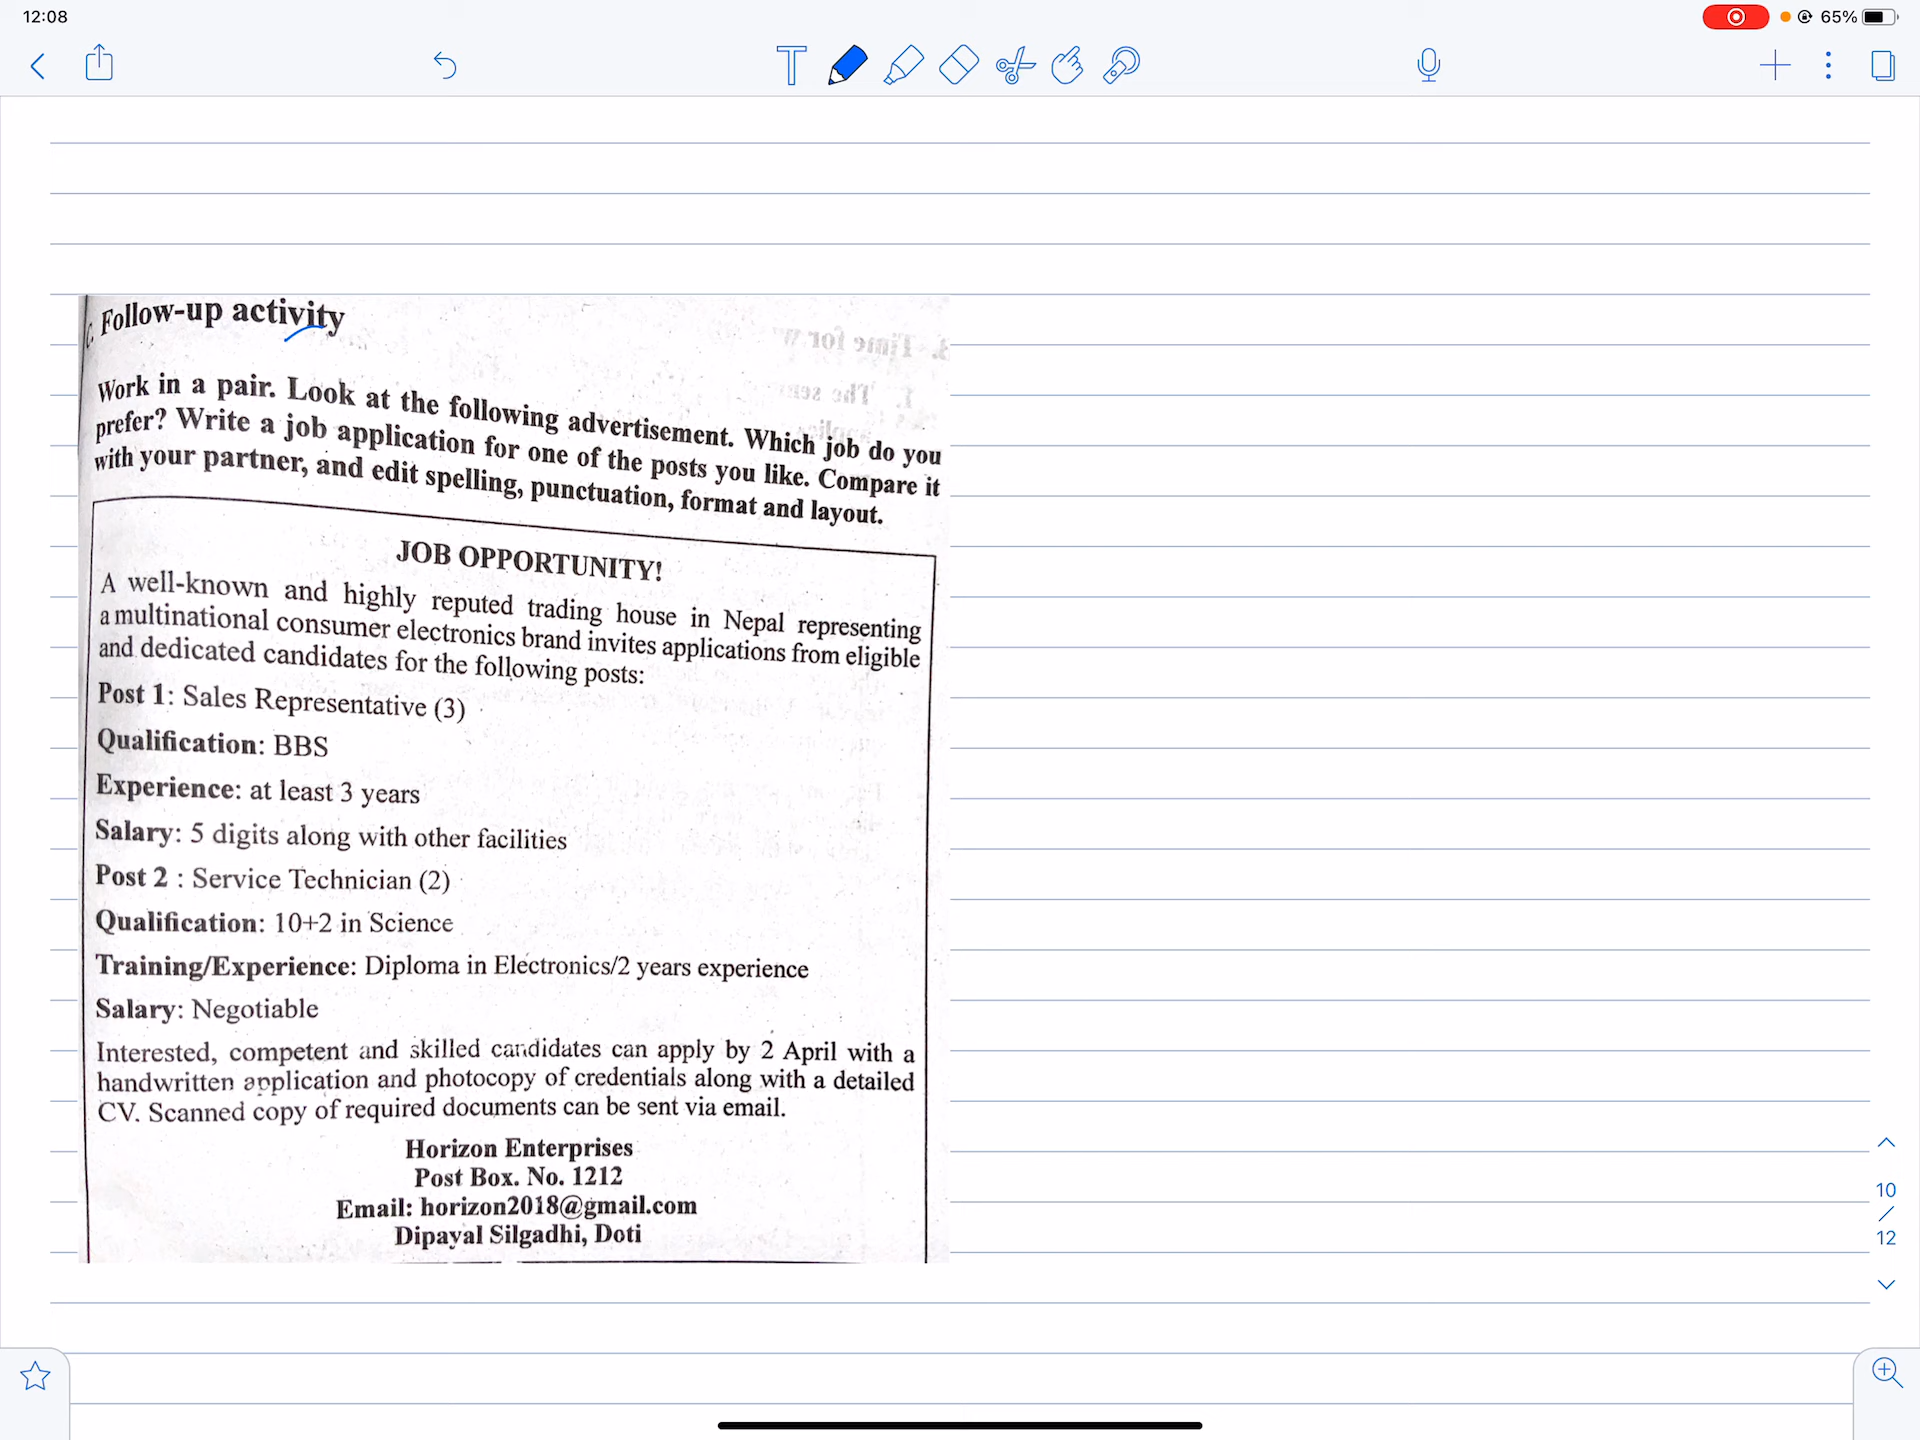 12:08
65%
C. Follow-up activity
Work in a pair. Look at the following advertisement. Which job do you
prefer? Write a job application for one of the posts you like. Compare it
with your partner, and edit spelling, punctuation, format and layout.
JOB OPPORTUNITY!
A well-known and highly reputed trading house in Nepal representing
a multinational consumer electronics brand invites applications from eligible
and dedicated candidates for the following posts:
Post 1: Sales Representative (3)
Qualification: BBS
Experience: at least 3 years
Salary: 5 digits along with other facilities
Post 2 : Service Technician (2)
Qualification: 10+2 in Science
Training/Experience: Diploma in Electronics/2 years experience
Salary: Negotiable
Interested, competent and skilled candidates can apply by 2 April with a
handwritten application and photocopy of credentials along with a detailed
CV. Scanned copy of required documents can be sent via email.
Horizon Enterprises
Post Box. No. 1212
Email: horizon2018@gmail.com
Dipayal Silgadhi, Doti
10
/
12